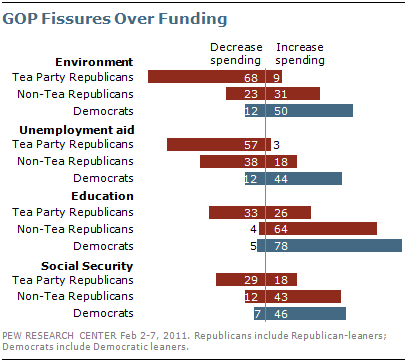 GOP Fissures Over Funding
Decrease spending Increase spending
Environment
Tea Party Republicans 68 9
Non-Tea Republicans 23 31
Democrats 12 50
Unemployment aid
Tea Party Republicans 57 3
Non-Tea Republicans 38 18
Democrats 12 44
Education
Tea Party Republicans 33 26
Non-Tea Republicans 4 64
Democrats 5 78
Social Security
Tea Party Republicans 29 18
Non-Tea Republicans 12 43
Democrats 7 46
PEW RESEARCH CENTER Feb 2-7, 2011. Republicans include Republican-leaners;
Democrats include Democratic leaners.